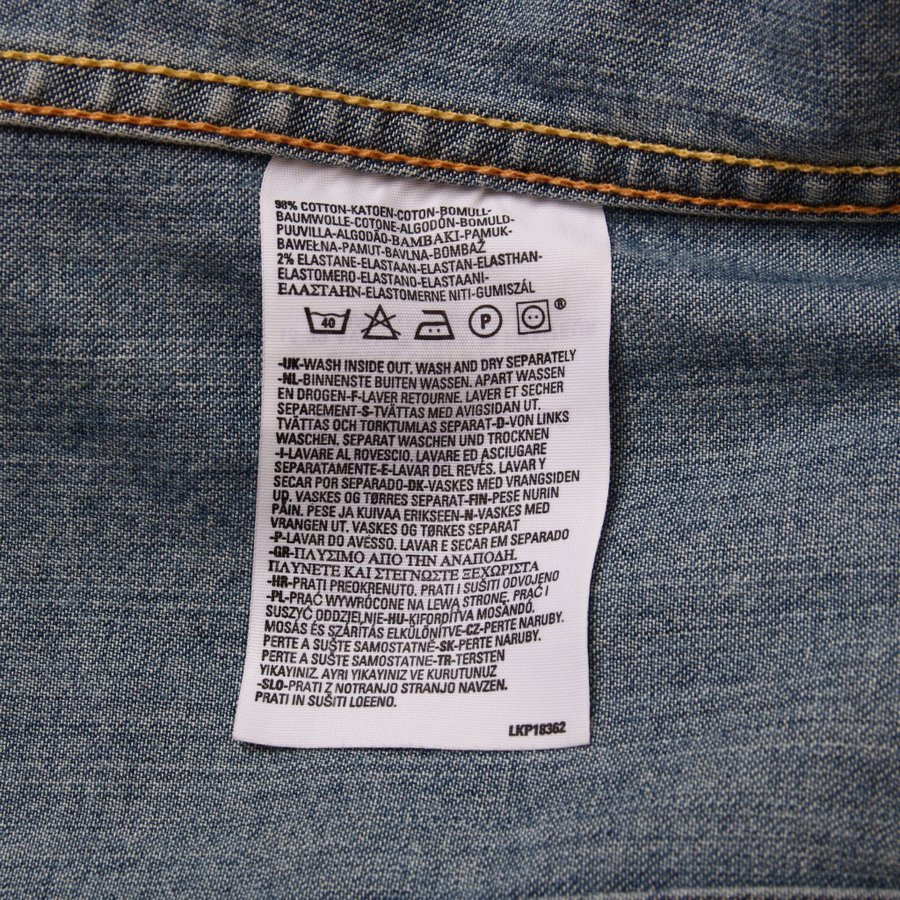 98% COTTON-KATOEN-COTON-BOMULL-
BAUMWOLLE-COTONE-ALGODÓN-BOMULD-
PUUVILLA-ALGODÃO-ΒΑΜΒΑΚΙ-PAMUK-
BAWEŁNA-PAMUT-BAVLNA-BOMBAŽ
2% ELASTANE-ELASTAAN-ELASTAN-ELASTHAN-
ELASTOMERO-ELASTANO-ELASTAANI-
ΕΛΑΣΤΑΗΝ-ELASTOMERNE NITI-GUMISZÁL
40 P ®
-UK-WASH INSIDE OUT. WASH AND DRY SEPARATELY
-NL-BINNENSTE BUITEN WASSEN. APART WASSEN
EN DROGEN-F-LAVER RETOURNE. LAVER ET SECHER
SEPAREMENT-S-TVÄTTAS MED AVIGSIDAN UT.
TVÄTTAS OCH TORKTUMLAS SEPARAT-D-VON LINKS
WASCHEN. SEPARAT WASCHEN UND TROCKNEN
-I-LAVARE AL ROVESCIO. LAVARE ED ASCIUGARE
SEPARATAMENTE-E-LAVAR DEL REVÉS. LAVAR Y
SECAR POR SEPARADO-DK-VASKES MED VRANGSIDEN
UD. VASKES OG TØRRES SEPARAT-FIN-PESE NURIN
PÄIN. PESE JA KUIVAA ERIKSEEN-N-VASKES MED
VRANGEN UT. VASKES OG TØRKES SEPARAT
-P-LAVAR DO AVÉSSO. LAVAR E SECAR EM SEPARADO
-GR-ΠΛΥΣΙΜΟ ΑΠΟ ΤΗΝ ΑΝΑΠΟΔΗ.
ΠΛΥΝΕΤΕ ΚΑΙ ΣΤΕΓΝΩΣΤΕ ΞΕΧΩΡΙΣΤΑ
-HR-PRATI PREOKRENUTO. PRATI I SUŠITI ODVOJENO
-PL-PRAĆ WYWRÓCONE NA LEWĄ STRONĘ. PRAĆ I
SUSZYĆ ODDZIELNIE-HU-KIFORDÍTVA MOSÁNDÓ.
MOSÁS ÉS SZÁRÍTÁS ELKÜLÖNÍTVE-CZ-PERTE NARUBY.
PERTE A SUŠTE SAMOSTATNĚ-SK-PERTE NARUBY.
PERTE A SUŠTE SAMOSTATNE-TR-TERSTEN
YIKAYINIZ. AYRI YIKAYINIZ VE KURUTUNUZ
-SLO-PRATI Z NOTRANJO STRANJO NAVZEN.
PRATI IN SUŠITI LOEENO.
LKP18362